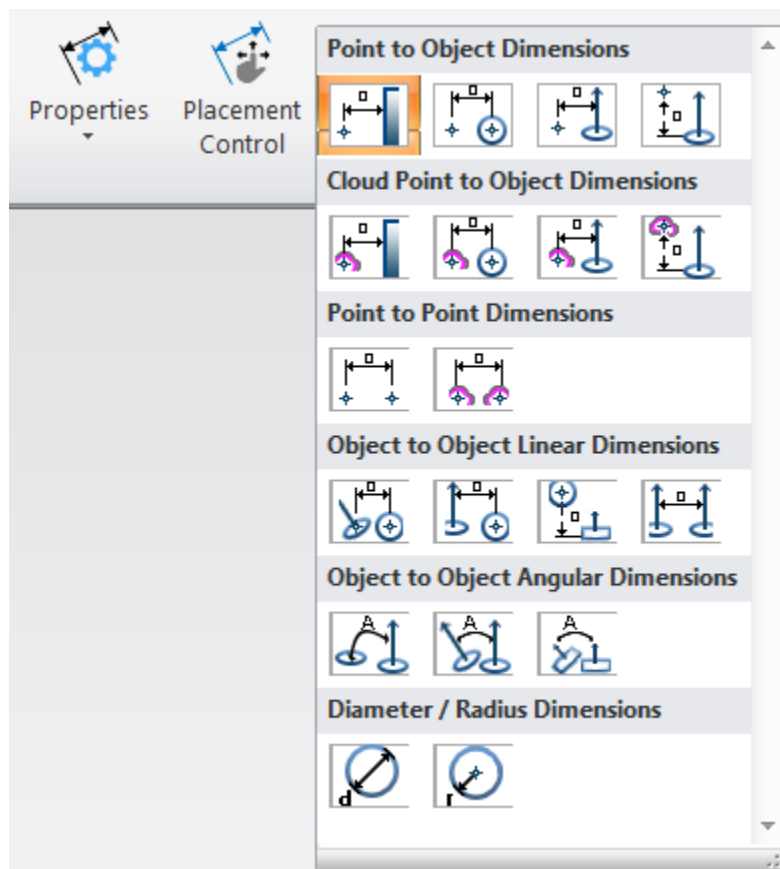 Properties
Placement
Control
Point to Object Dimensions
Cloud Point to Object Dimensions
Point to Point Dimensions
Object to Object Linear Dimensions
Object to Object Angular Dimensions
A
A
A
Diameter / Radius Dimensions
d
r